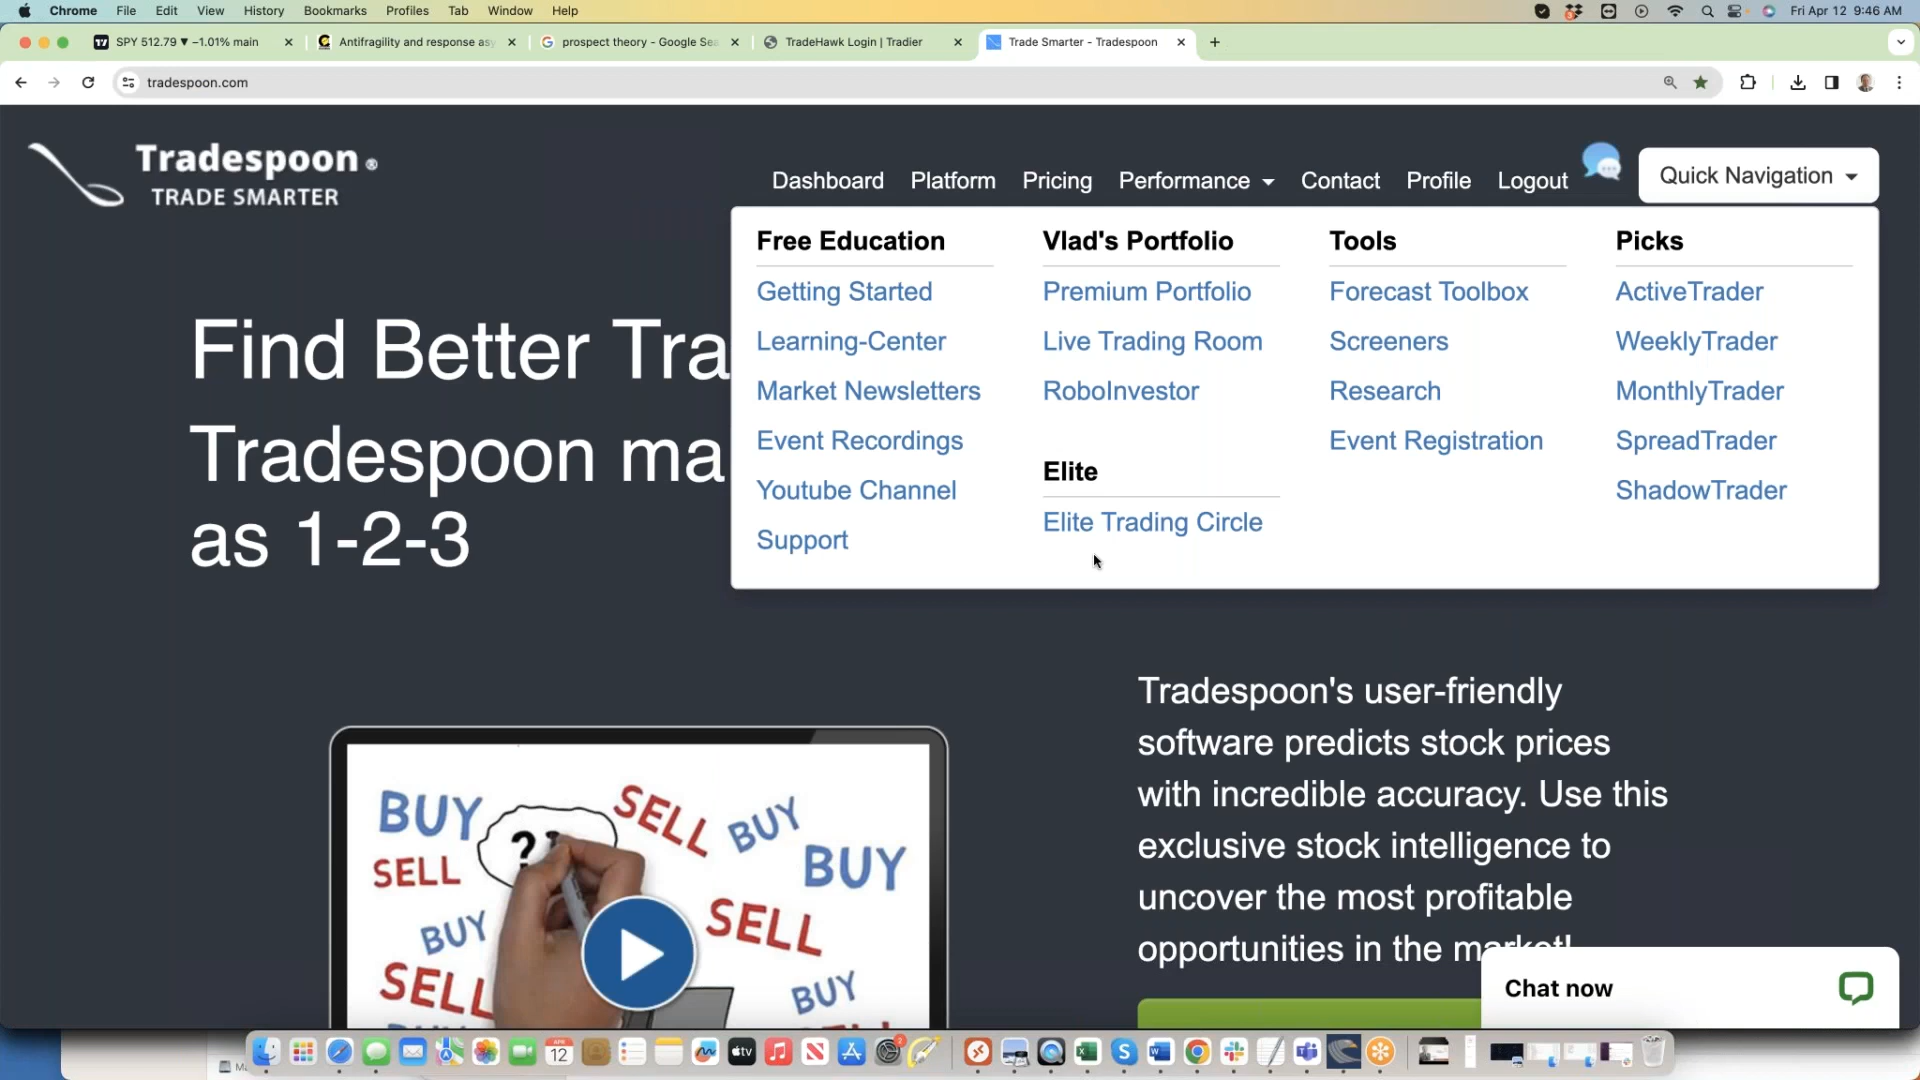 Chrome File Edit View History Bookmarks Profiles Tab Window Help Fri Apr 12 9:46 AM
SPY 512.79 ▼ −1.01% main
Antifragility and response as
prospect theory - Google Sea
TradeHawk Login | Tradier
Trade Smarter - Tradespoon
tradespoon.com
Tradespoon ®
TRADE SMARTER
Dashboard Platform Pricing Performance Contact Profile Logout
Quick Navigation
Free Education
Getting Started
Learning-Center
Market Newsletters
Event Recordings
Youtube Channel
Support
Vlad's Portfolio
Premium Portfolio
Live Trading Room
RoboInvestor
Elite
Elite Trading Circle
Tools
Forecast Toolbox
Screeners
Research
Event Registration
Picks
ActiveTrader
WeeklyTrader
MonthlyTrader
SpreadTrader
ShadowTrader
Find Better Tra
Tradespoon ma
as 1-2-3
BUY
SELL
BUY
BUY
SELL
??
BUY
SELL
SELL
BUY
Tradespoon's user-friendly
software predicts stock prices
with incredible accuracy. Use this
exclusive stock intelligence to
uncover the most profitable
opportunities in the market!
Chat now
APR
12
tv
2